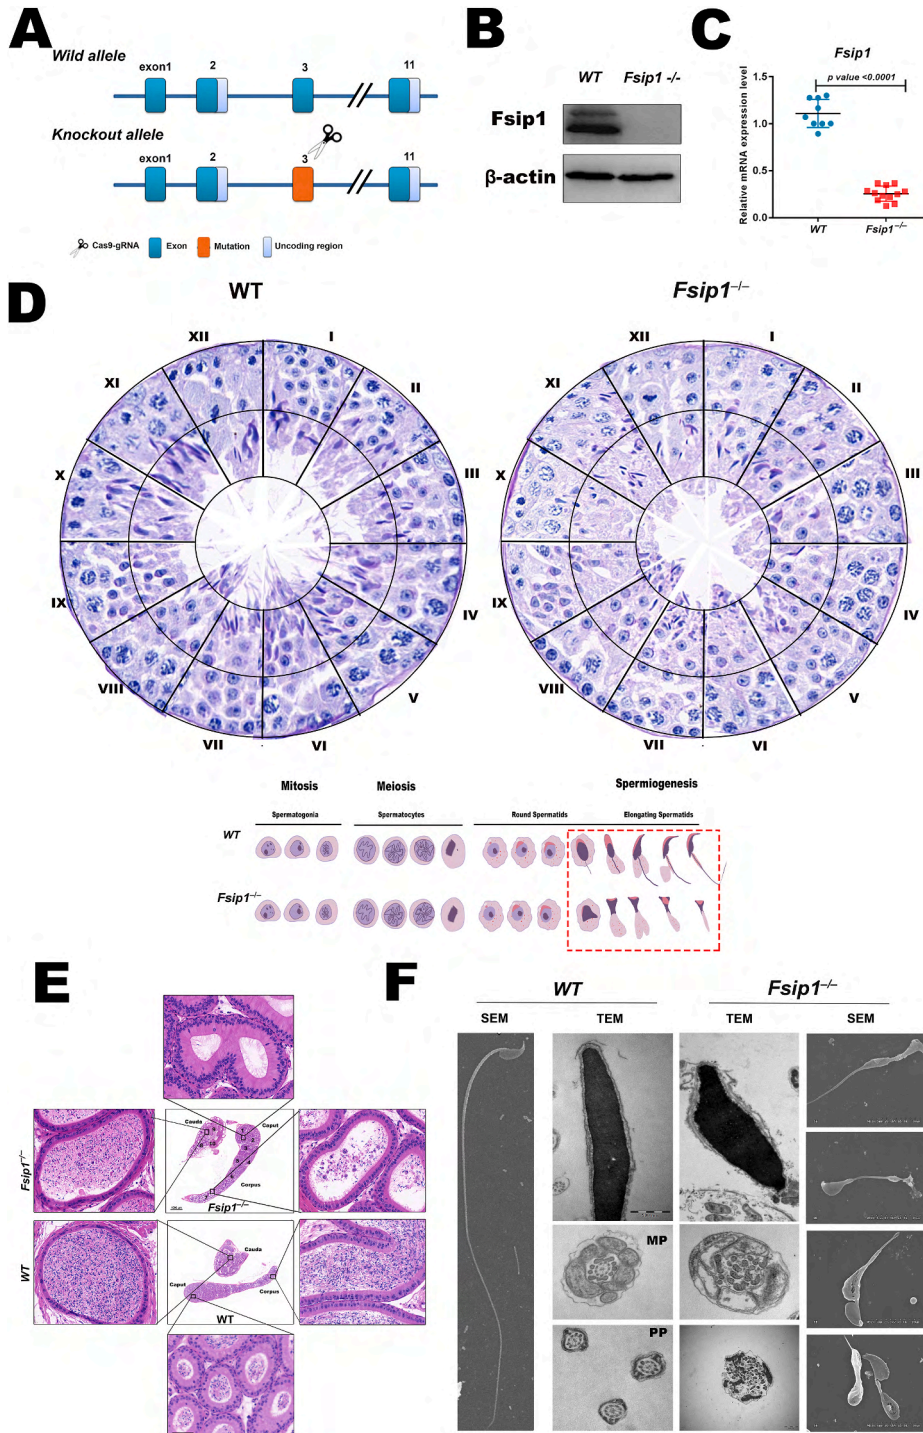 A
Wild allele
exon1 2 3 11
Knockout allele
exon1 2 3 11
Cas9-gRNA Exon Mutation Uncoding region
B
WT Fsip1 -/-
Fsip1
β-actin
C
Fsip1
p value <0.0001
Relative mRNA expression level
1.5
1.0
0.5
0.0
WT Fsip1−/−
D
WT
I
II
III
IV
V
VI
VII
VIII
IX
X
XI
XII
Fsip1−/−
I
II
III
IV
V
VI
VII
VIII
IX
X
XI
XII
Mitosis Meiosis Spermiogenesis
Spermatogonia Spermatocytes Round Spermatids Elongating Spermatids
WT
Fsip1−/−
E
Fsip1−/−
Cauda
Caput
Corpus
Fsip1−/−
WT
Cauda
Caput
Corpus
WT
F
WT Fsip1−/−
SEM TEM TEM SEM
MP
PP